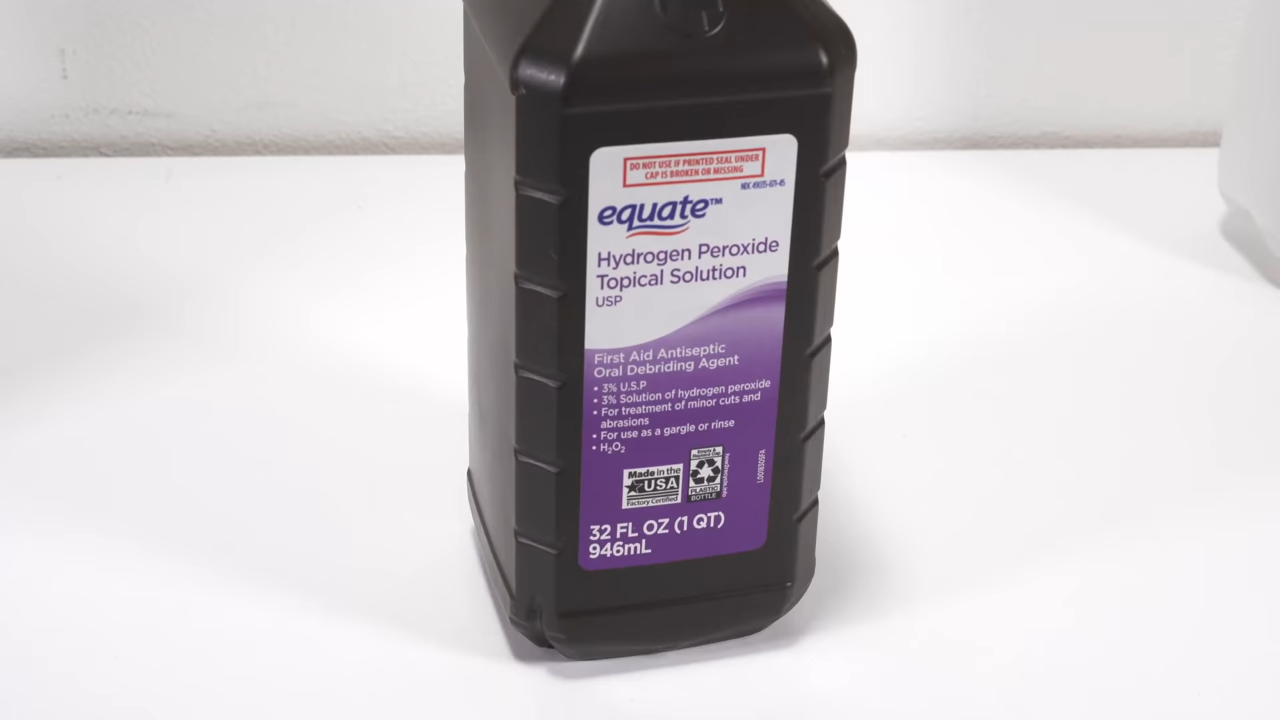 DO NOT USE IF PRINTED SEAL UNDER
CAP IS BROKEN OR MISSING
equate™
Hydrogen Peroxide
Topical Solution
USP
First Aid Antiseptic
Oral Debriding Agent
• 3% U.S.P
• 3% Solution of hydrogen peroxide
• For treatment of minor cuts and
abrasions
• For use as a gargle or rinse
• H₂O₂
Made in the
USA
Factory Certified
PLASTIC
BOTTLE
32 FL OZ (1 QT)
946mL